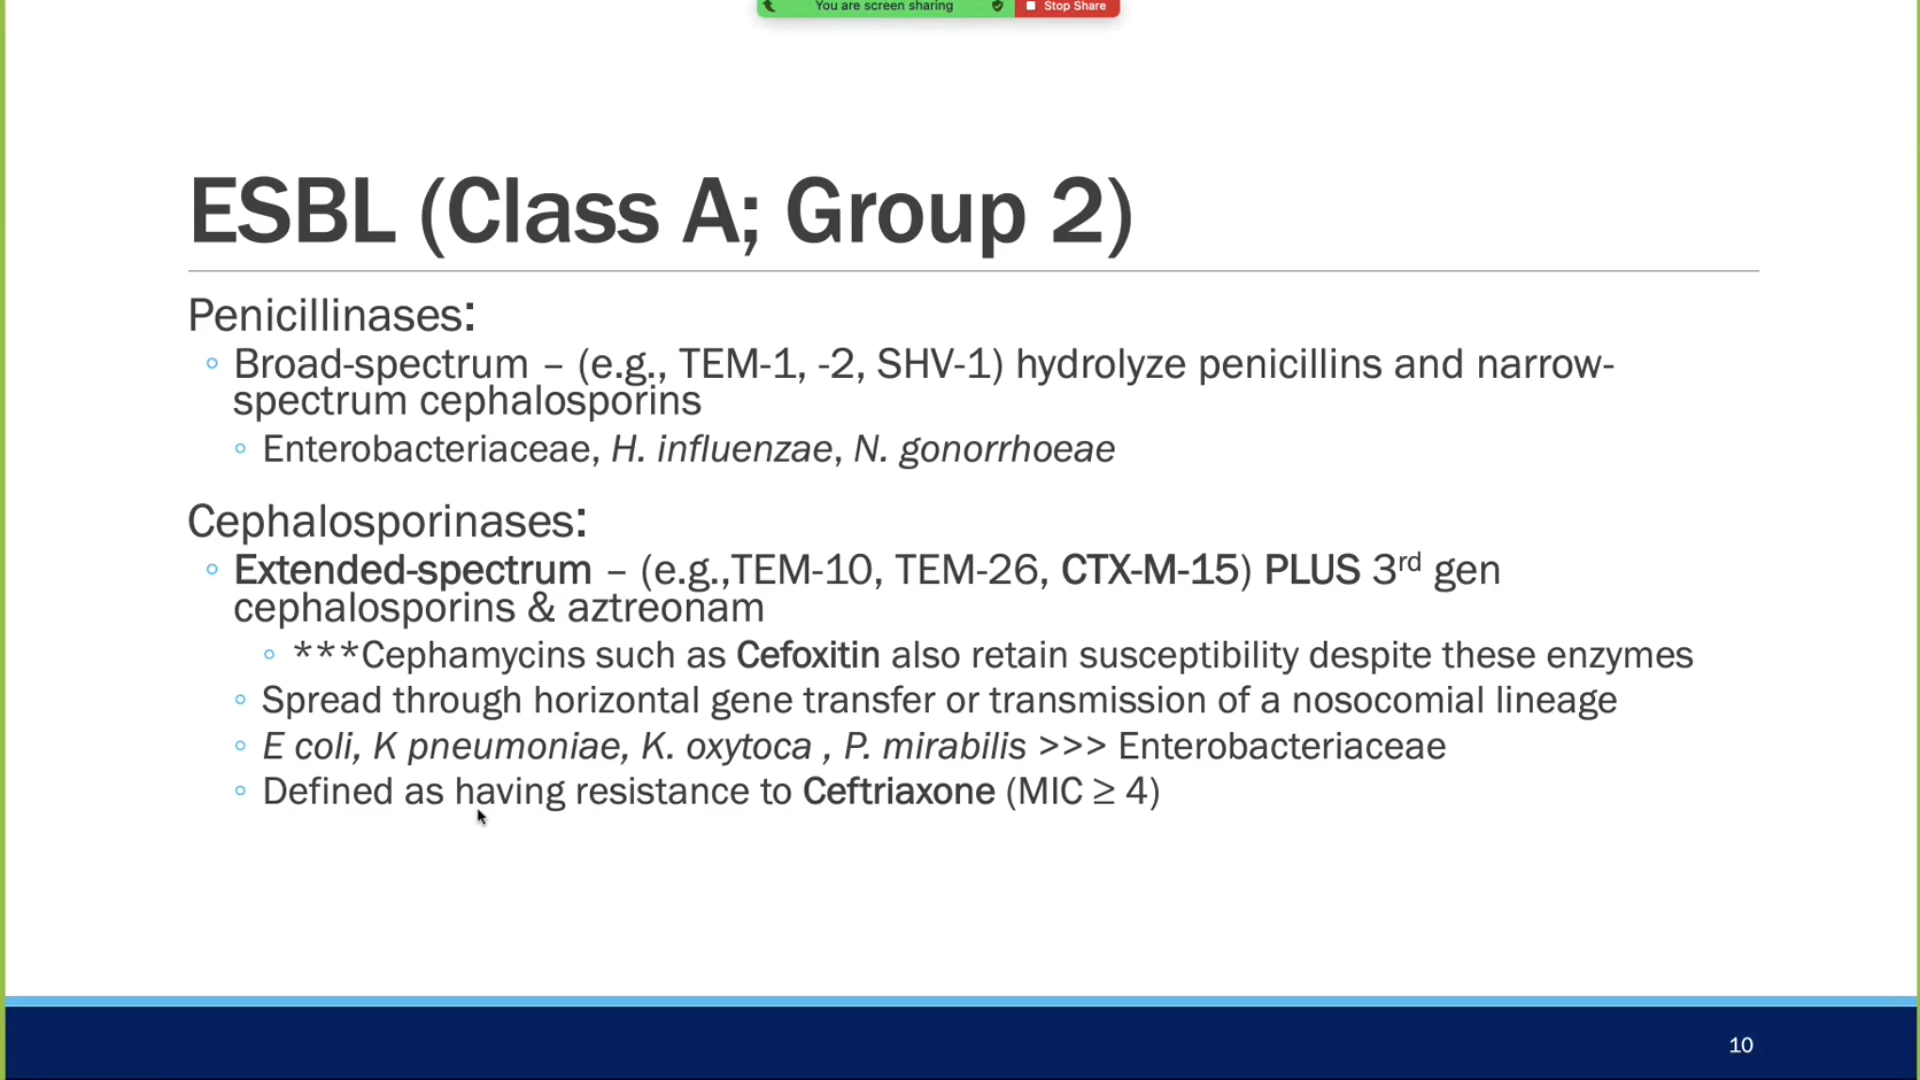 You are screen sharing Stop Share
ESBL (Class A; Group 2)
Penicillinases:
Broad-spectrum – (e.g., TEM-1, -2, SHV-1) hydrolyze penicillins and narrow-
spectrum cephalosporins
Enterobacteriaceae, H. influenzae, N. gonorrhoeae
Cephalosporinases:
Extended-spectrum – (e.g.,TEM-10, TEM-26, CTX-M-15) PLUS 3rd gen
cephalosporins & aztreonam
***Cephamycins such as Cefoxitin also retain susceptibility despite these enzymes
Spread through horizontal gene transfer or transmission of a nosocomial lineage
E coli, K pneumoniae, K. oxytoca , P. mirabilis >>> Enterobacteriaceae
Defined as having resistance to Ceftriaxone (MIC ≥ 4)
10